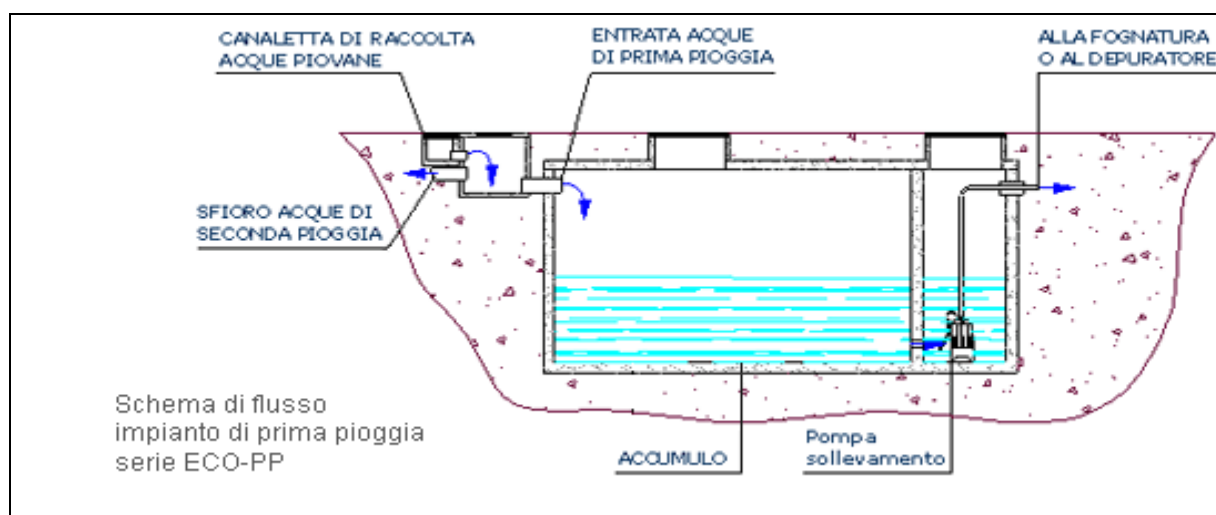 CANALETTA DI RACCOLTA
ACQUE PIOVANE
ENTRATA ACQUE
DI PRIMA PIOGGIA
ALLA FOGNATURA
O AL DEPURATORE
SFIORO ACQUE DI
SECONDA PIOGGIA
Schema di flusso
impianto di prima pioggia
serie ECO-PP
ACCUMULO
Pompa
sollevamento